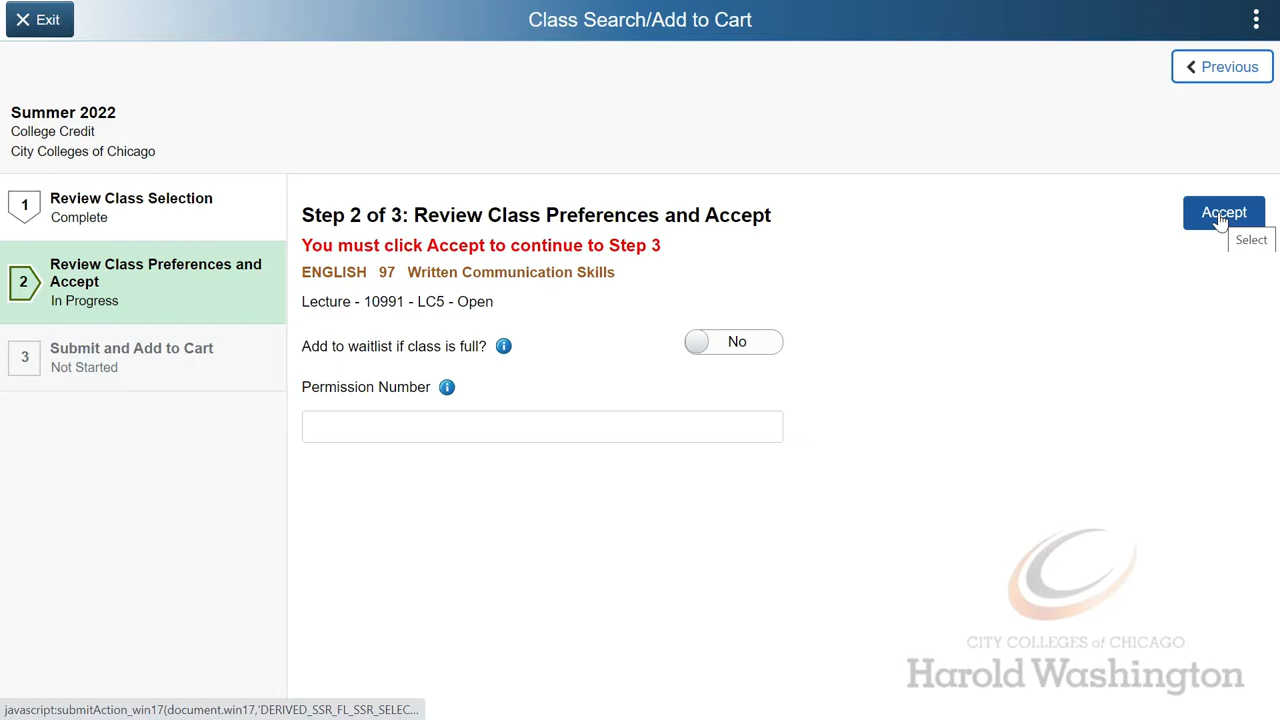 Exit
Class Search/Add to Cart
Previous
Summer 2022
College Credit
City Colleges of Chicago
1
Review Class Selection
Complete
2
Review Class Preferences and
Accept
In Progress
3
Submit and Add to Cart
Not Started
Step 2 of 3: Review Class Preferences and Accept
Accept
Select
You must click Accept to continue to Step 3
ENGLISH 97 Written Communication Skills
Lecture - 10991 - LC5 - Open
Add to waitlist if class is full? i
No
Permission Number i
CITY COLLEGES of CHICAGO
Harold Washington
javascript:submitAction_win17(document.win17,'DERIVED_SSR_FL_SSR_SELEC...